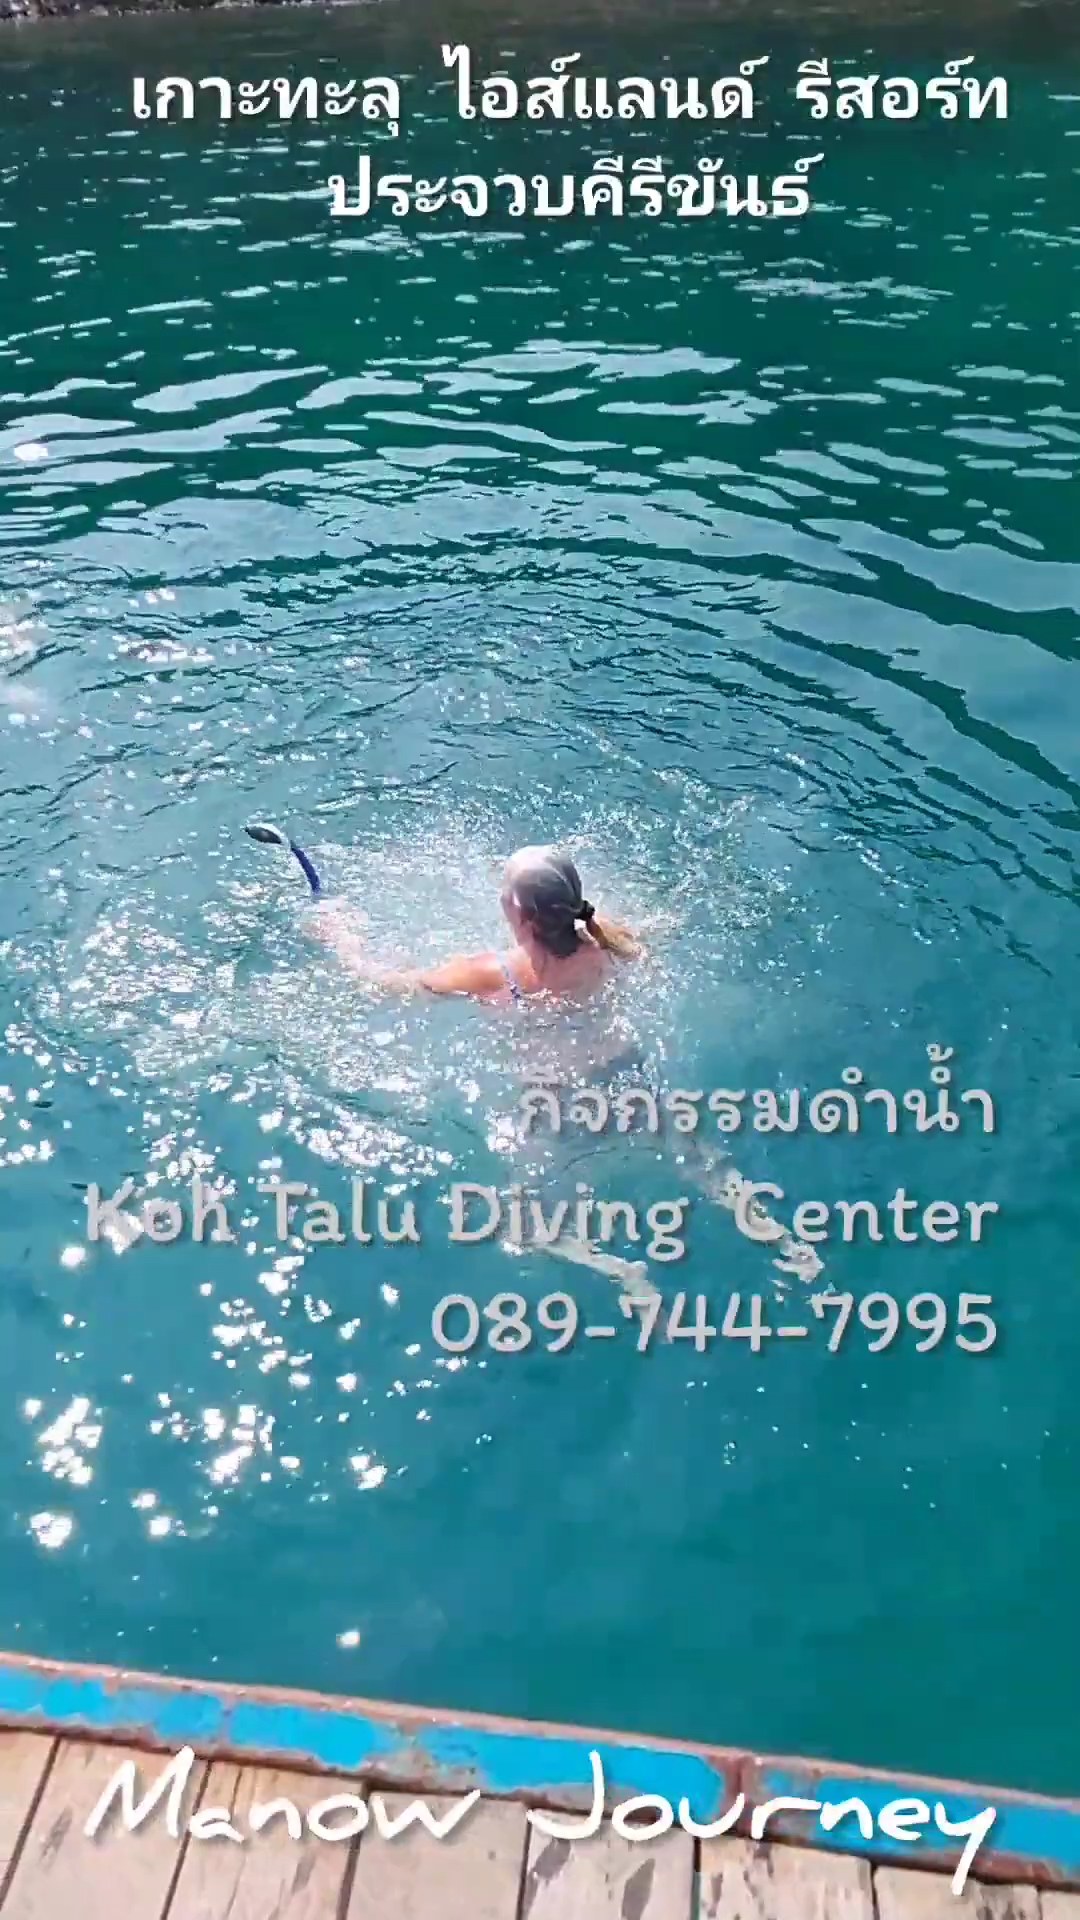 เกาะทะลุ ไอส์แลนด์ รีสอร์ท
ประจวบคีรีขันธ์
กิจกรรมดำน้ำ
Koh Talu Diving Center
089-744-7995
Manow Journey